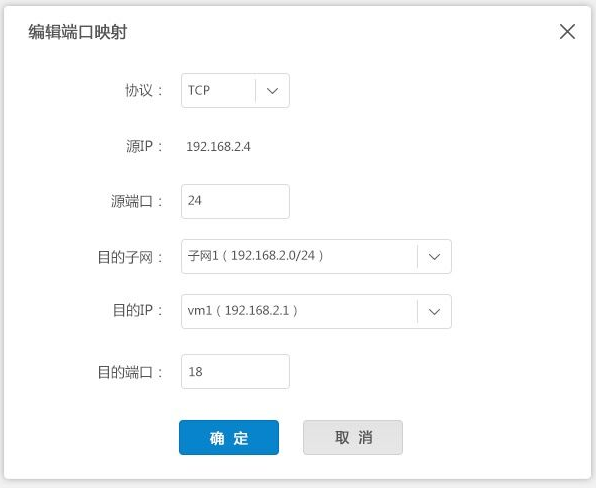 编辑端口映射
协议： TCP
源IP： 192.168.2.4
源端口： 24
目的子网： 子网1（192.168.2.0/24）
目的IP： vm1（192.168.2.1）
目的端口： 18
确 定 取 消